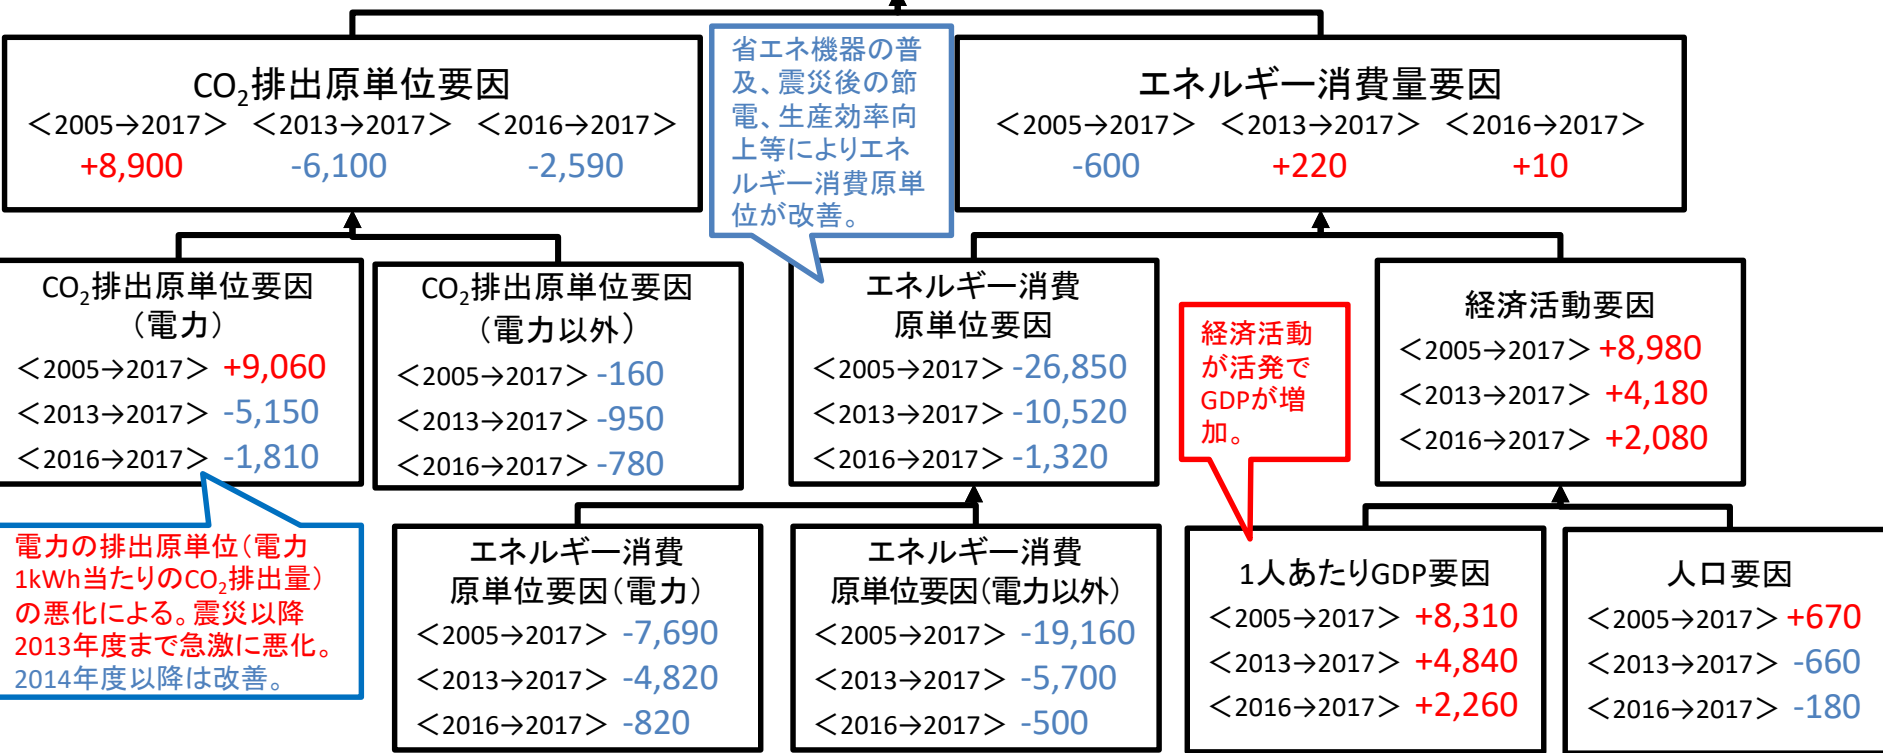 CO₂排出原単位要因
＜2005→2017＞ ＜2013→2017＞ ＜2016→2017＞
+8,900 -6,100 -2,590
省エネ機器の普
及、震災後の節
電、生産効率向
上等によりエネ
ルギー消費原単
位が改善。
エネルギー消費量要因
＜2005→2017＞ ＜2013→2017＞ ＜2016→2017＞
-600 +220 +10
CO₂排出原単位要因
（電力）
＜2005→2017＞ +9,060
＜2013→2017＞ -5,150
＜2016→2017＞ -1,810
CO₂排出原単位要因
（電力以外）
＜2005→2017＞ -160
＜2013→2017＞ -950
＜2016→2017＞ -780
エネルギー消費
原単位要因
＜2005→2017＞ -26,850
＜2013→2017＞ -10,520
＜2016→2017＞ -1,320
経済活動
が活発で
GDPが増
加。
経済活動要因
＜2005→2017＞ +8,980
＜2013→2017＞ +4,180
＜2016→2017＞ +2,080
電力の排出原単位（電力
1kWh当たりのCO₂排出量）
の悪化による。震災以降
2013年度まで急激に悪化。
2014年度以降は改善。
エネルギー消費
原単位要因（電力）
＜2005→2017＞ -7,690
＜2013→2017＞ -4,820
＜2016→2017＞ -820
エネルギー消費
原単位要因（電力以外）
＜2005→2017＞ -19,160
＜2013→2017＞ -5,700
＜2016→2017＞ -500
1人あたりGDP要因
＜2005→2017＞ +8,310
＜2013→2017＞ +4,840
＜2016→2017＞ +2,260
人口要因
＜2005→2017＞ +670
＜2013→2017＞ -660
＜2016→2017＞ -180